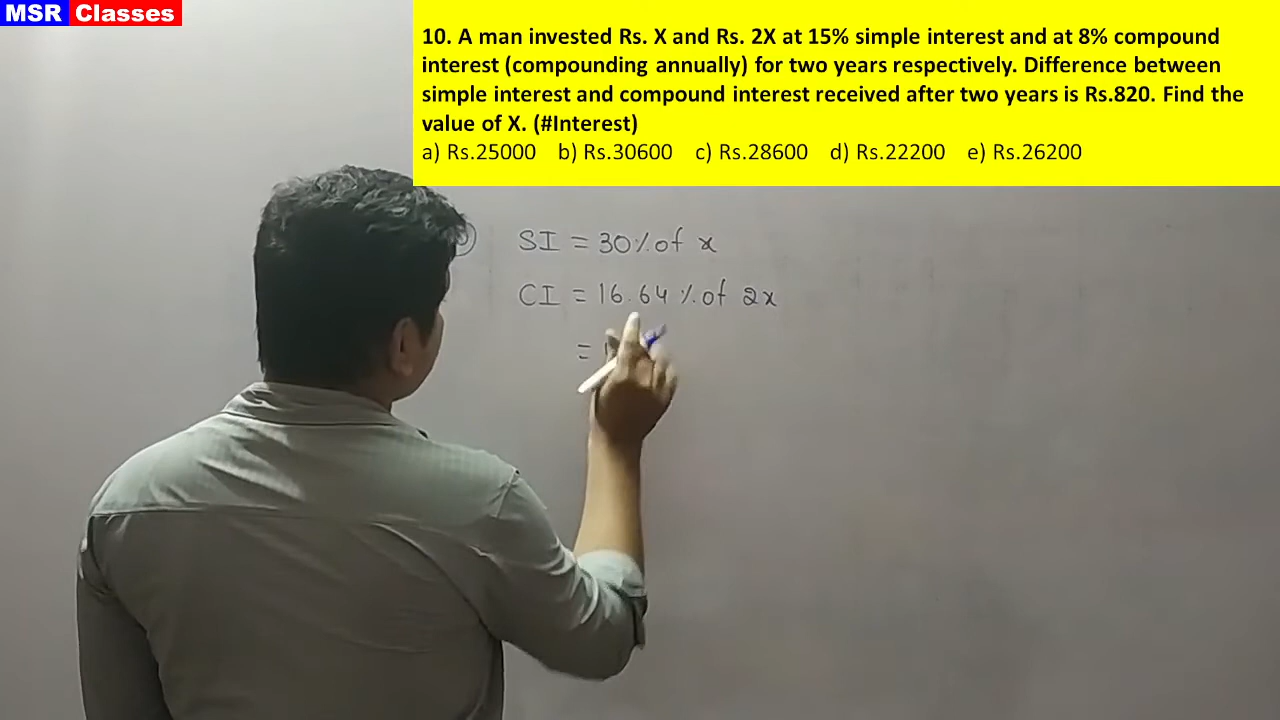 MSR Classes
10. A man invested Rs. X and Rs. 2X at 15% simple interest and at 8% compound
interest (compounding annually) for two years respectively. Difference between
simple interest and compound interest received after two years is Rs.820. Find the
value of X. (#Interest)
a) Rs.25000 b) Rs.30600 c) Rs.28600 d) Rs.22200 e) Rs.26200
SI = 30% of x
CI = 16.64 % of 2x
=